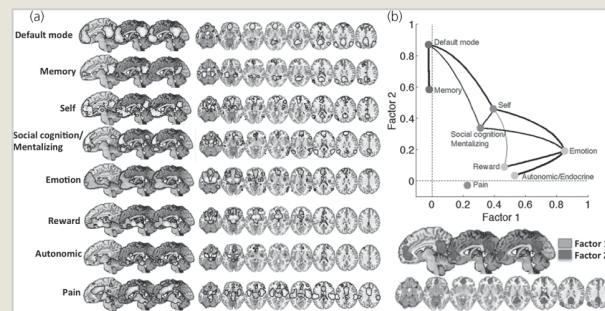 (a)
Default mode
Memory
Self
Social cognition/
Mentalizing
Emotion
Reward
Autonomic
Pain
(b)
1
0.8
0.6
0.4
0.2
0
Factor 2
Default mode
Memory
Self
Social cognition/
Mentalizing
Emotion
Reward
Autonomic/Endocrine
Pain
0
0.2
0.4
0.6
0.8
1
Factor 1
Factor
Factor